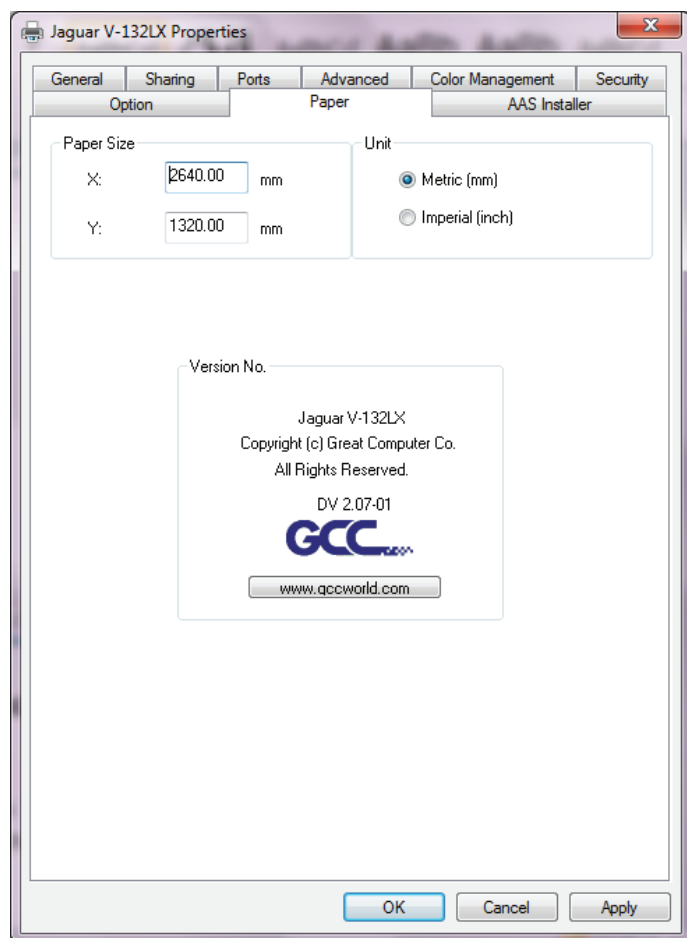 Jaguar V-132LX Properties
General Sharing Ports Advanced Color Management Security
Option Paper AAS Installer
Paper Size
X: 2640.00 mm
Y: 1320.00 mm
Unit
Metric (mm)
Imperial (inch)
Version No.
Jaguar V-132LX
Copyright (c) Great Computer Co.
All Rights Reserved.
DV 2.07-01
GCC
www.gccworld.com
OK Cancel Apply